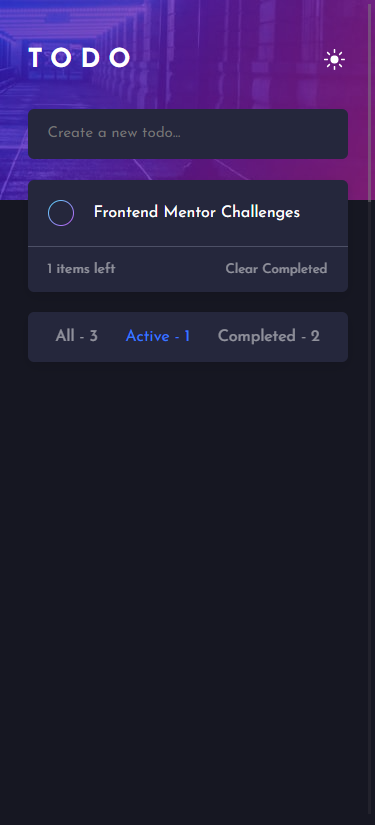 TODO
Create a new todo...
Frontend Mentor Challenges
1 items left Clear Completed
All - 3 Active - 1 Completed - 2